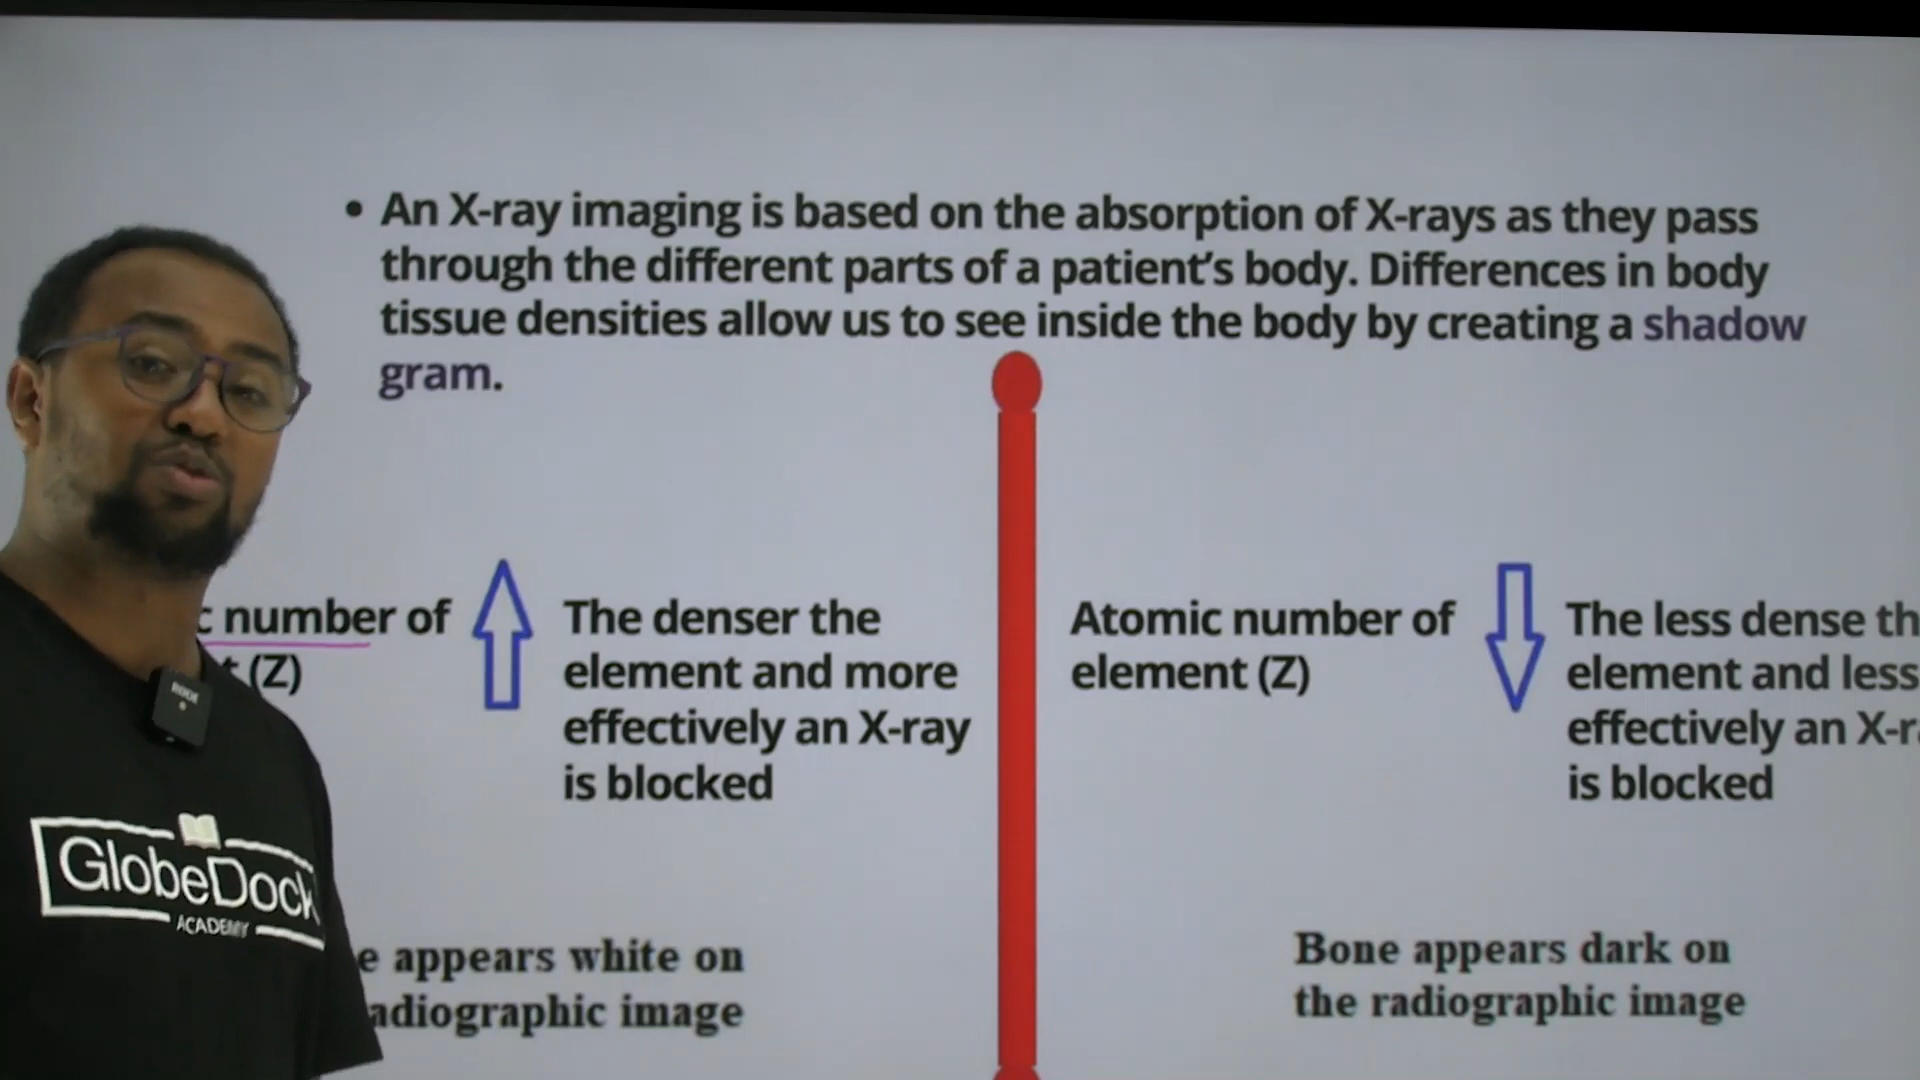 • An X-ray imaging is based on the absorption of X-rays as they pass
through the different parts of a patient's body. Differences in body
tissue densities allow us to see inside the body by creating a shadow
gram.
number of
(Z)
The denser the
element and more
effectively an X-ray
is blocked
Atomic number of
element (Z)
The less dense
element and less
effectively an
is blocked
appears white on
image
Bone appears dark on
the radiographic image
RODE
GlobeDock
ACADEMY